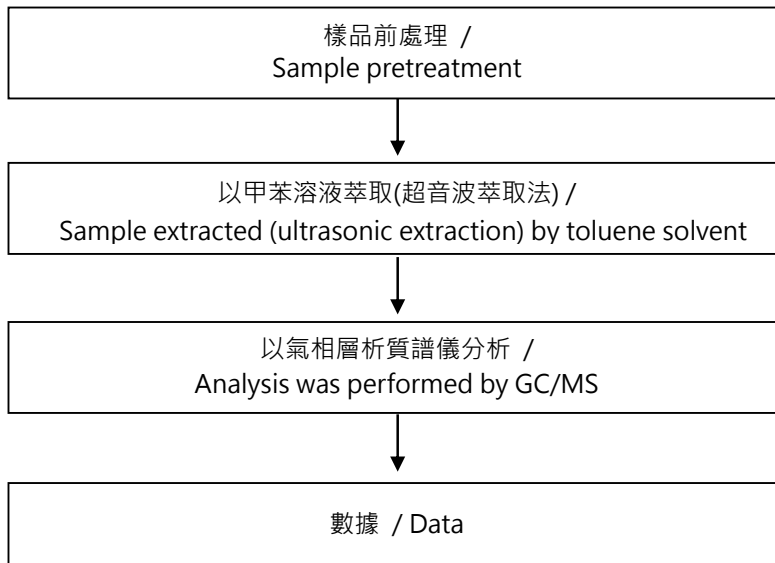 樣品前處理 /
Sample pretreatment
以甲苯溶液萃取(超音波萃取法) /
Sample extracted (ultrasonic extraction) by toluene solvent
以氣相層析質譜儀分析 /
Analysis was performed by GC/MS
數據 / Data